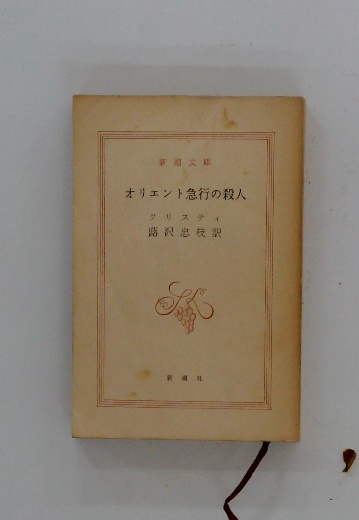 新潮文庫
オリエント急行の殺人
クリスティ
蕗沢忠枝訳
新潮社